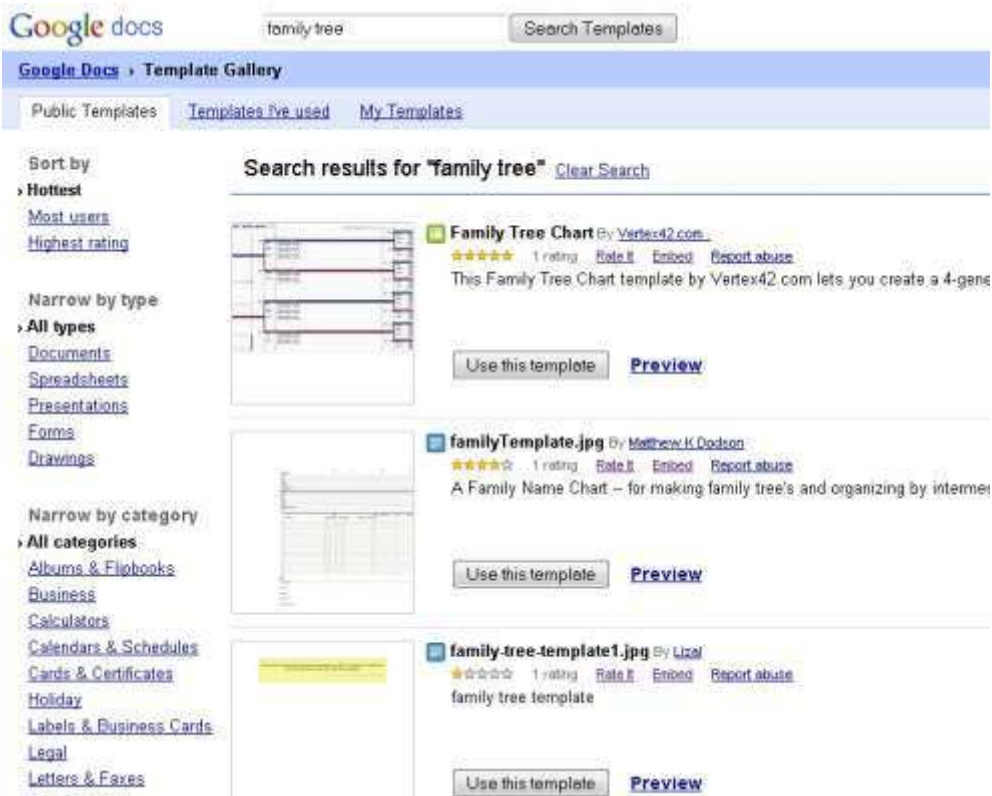 Google docs
family tree
Search Templates
Google Docs › Template Gallery
Public Templates
Templates I've used
My Templates
Sort by
› Hottest
Most users
Highest rating
Narrow by type
› All types
Documents
Spreadsheets
Presentations
Forms
Drawings
Narrow by category
› All categories
Albums & Flipbooks
Business
Calculators
Calendars & Schedules
Cards & Certificates
Holiday
Labels & Business Cards
Legal
Letters & Faxes
Search results for "family tree" Clear Search
Family Tree Chart By Vertex42.com .
1 rating Rate It Embed Report abuse
This Family Tree Chart template by Vertex42.com lets you create a 4-gene
Use this template Preview
familyTemplate.jpg By Matthew K Dodson
1 rating Rate It Embed Report abuse
A Family Name Chart -- for making family tree's and organizing by interme
Use this template Preview
family-tree-template1.jpg By Lizal
1 rating Rate It Embed Report abuse
family tree template
Use this template Preview